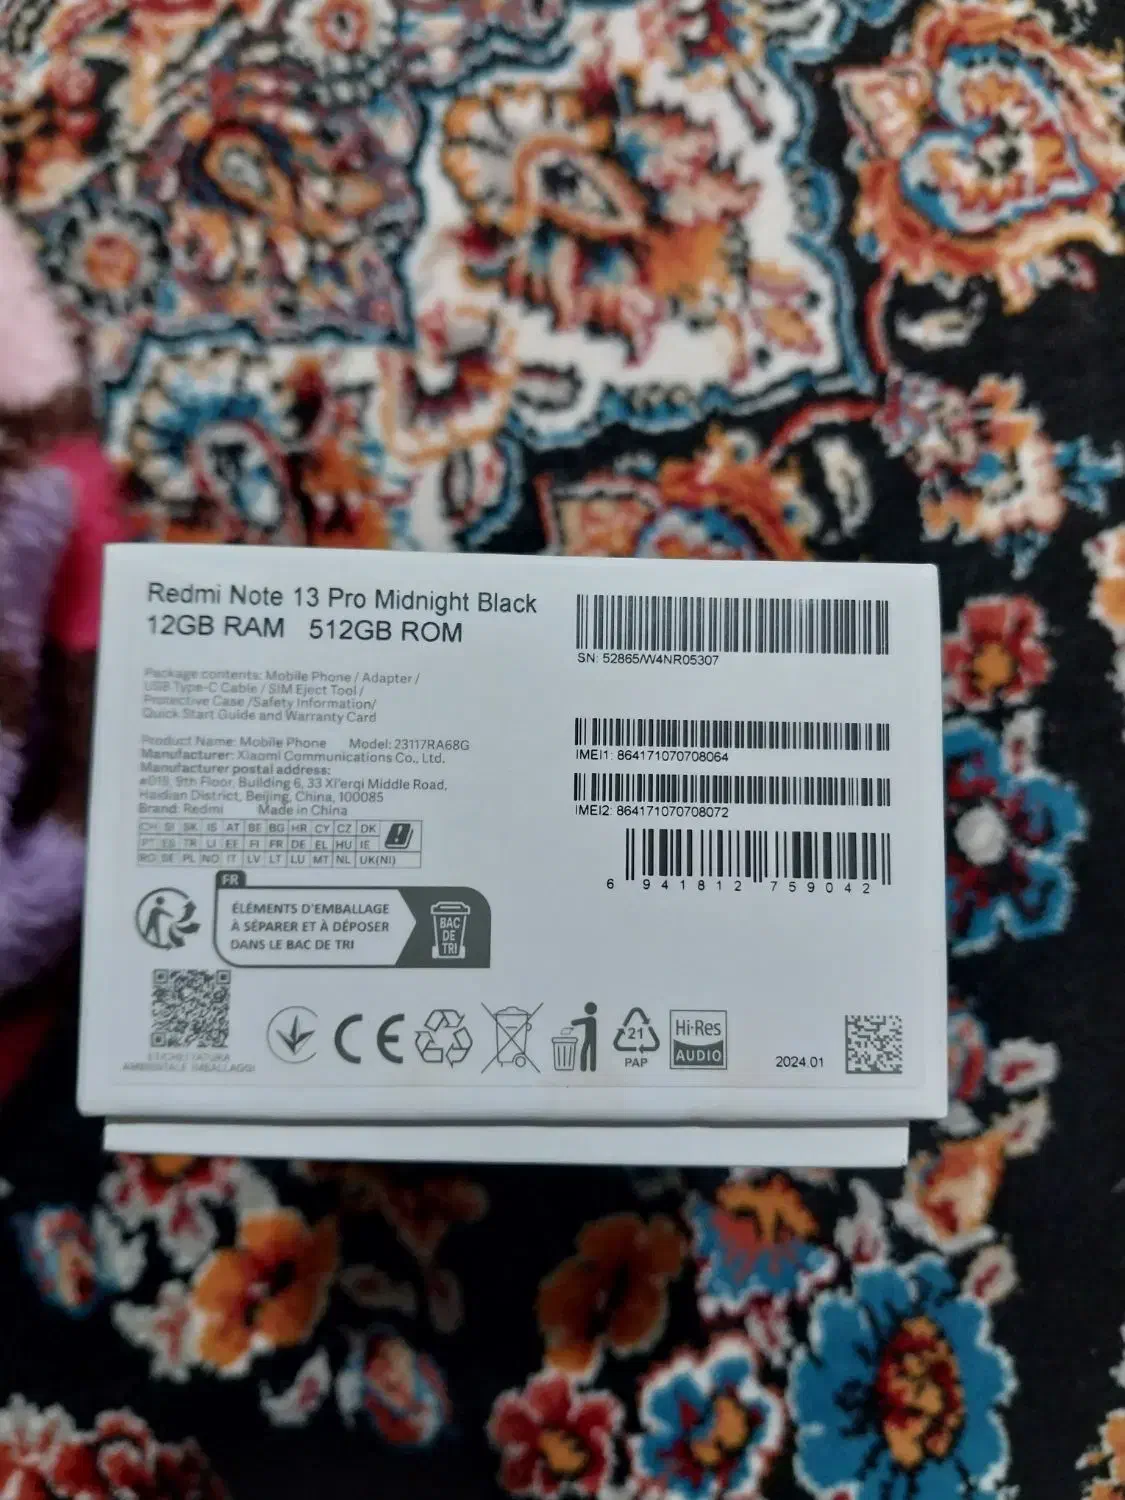 Redmi Note 13 Pro Midnight Black
12GB RAM 512GB ROM
Package contents: Mobile Phone / Adapter /
USB Type-C Cable / SIM Eject Tool /
Protective Case /Safety Information/
Quick Start Guide and Warranty Card
Product Name: Mobile Phone Model: 23117RA68G
Manufacturer: Xiaomi Communications Co., Ltd.
Manufacturer postal address:
#019, 9th Floor, Building 6, 33 Xi'erqi Middle Road,
Haidian District, Beijing, China, 100085
Brand: Redmi Made in China
CH SI SK IS AT BE BG HR CY CZ DK
PT ES TR LI EE FI FR DE EL HU IE
RO SE PL NO IT LV LT LU MT NL UK(NI)
FR
ÉLÉMENTS D'EMBALLAGE
À SÉPARER ET À DÉPOSER
DANS LE BAC DE TRI
BAC
DE
TRI
ETICHETTATURA
AMBIENTALE IMBALLAGGI
CE
21
PAP
Hi-Res
AUDIO
2024.01
SN: 52865/W4NR05307
IMEI1: 864171070708064
IMEI2: 864171070708072
6 941812 759042